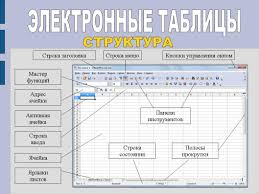 ЭЛЕКТРОННЫЕ ТАБЛИЦЫ
СТРУКТУРА
Строка заголовка
Строка меню
Кнопки управления окном
Мастер
функций
Адрес
ячейки
Активная
ячейка
Строка
ввода
Ячейка
Ярлыки
листов
Панели
инструментов
Строка
состояния
Полосы
прокрутки